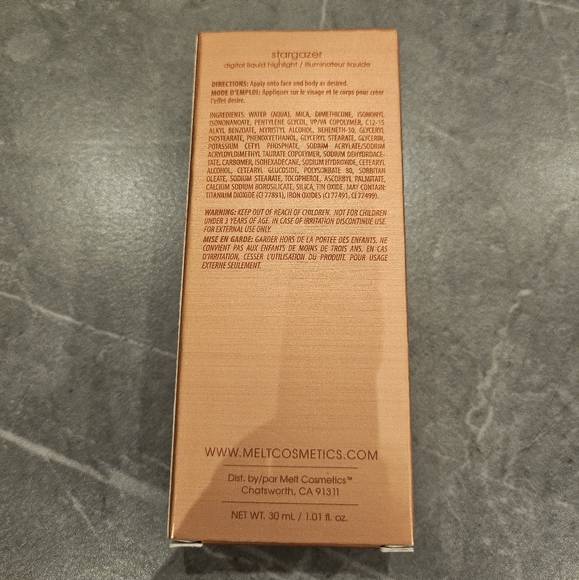 stargazer
digital liquid highlight / illuminateur liquide
DIRECTIONS: Apply onto face and body as desired.
MODE D'EMPLOI: Appliquer sur le visage et le corps pour créer
l'effet desire.
INGREDIENTS: WATER (AQUA), MICA, DIMETHICONE, ISONONYL
ISONONANOATE, PENTYLENE GLYCOL, VP/VA COPOLYMER, C12-15
ALKYL BENZOATE, MYRISTYL ALCOHOL, BEHENETH-30, GLYCERYL
ISOSTEARATE, PHENOXYETHANOL, GLYCERYL STEARATE, GLYCERIN,
POTASSIUM CETYL PHOSPHATE, SODIUM ACRYLATE/SODIUM
ACRYLOYLDIMETHYL TAURATE COPOLYMER, SODIUM DEHYDROACE-
TATE, CARBOMER, ISOHEXADECANE, SODIUM HYDROXIDE, CETEARYL
ALCOHOL, CETEARYL GLUCOSIDE, POLYSORBATE 80, SORBITAN
OLEATE, SODIUM STEARATE, TOCOPHEROL, ASCORBYL PALMITATE,
CALCIUM SODIUM BOROSILICATE, SILICA, TIN OXIDE. MAY CONTAIN:
TITANIUM DIOXIDE (CI 77891), IRON OXIDES (CI 77491, CI 77499).
WARNING: KEEP OUT OF REACH OF CHILDREN. NOT FOR CHILDREN
UNDER 3 YEARS OF AGE. IN CASE OF IRRITATION DISCONTINUE USE.
FOR EXTERNAL USE ONLY.
MISE EN GARDE: GARDER HORS DE LA PORTEE DES ENFANTS. NE
CONVIENT PAS AUX ENFANTS DE MOINS DE TROIS ANS. EN CAS
D'IRRITATION, CESSER L'UTILISATION DU PRODUIT. POUR USAGE
EXTERNE SEULEMENT.
WWW.MELTCOSMETICS.COM
Dist. by/par Melt Cosmetics™
Chatsworth, CA 91311
NET WT. 30 mL / 1.01 fl. oz.